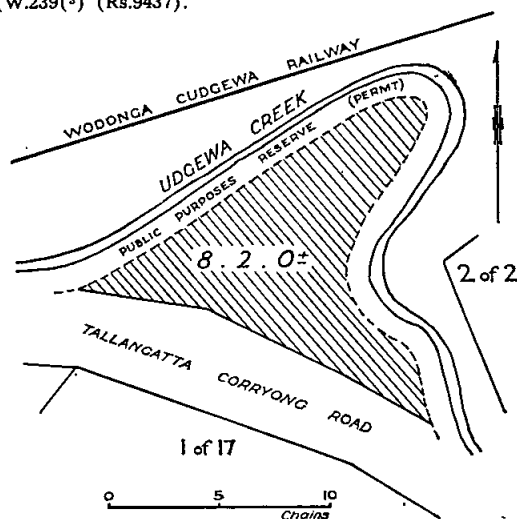 (W.239(³) (Rs.9437).
WODONGA CUDGEWA RAILWAY
UDGEWA CREEK
PUBLIC PURPOSES RESERVE (PERMT)
8.2.0±
2 of 2
TALLANGATTA CORRYONG ROAD
1 of 17
0 5 10
Chains